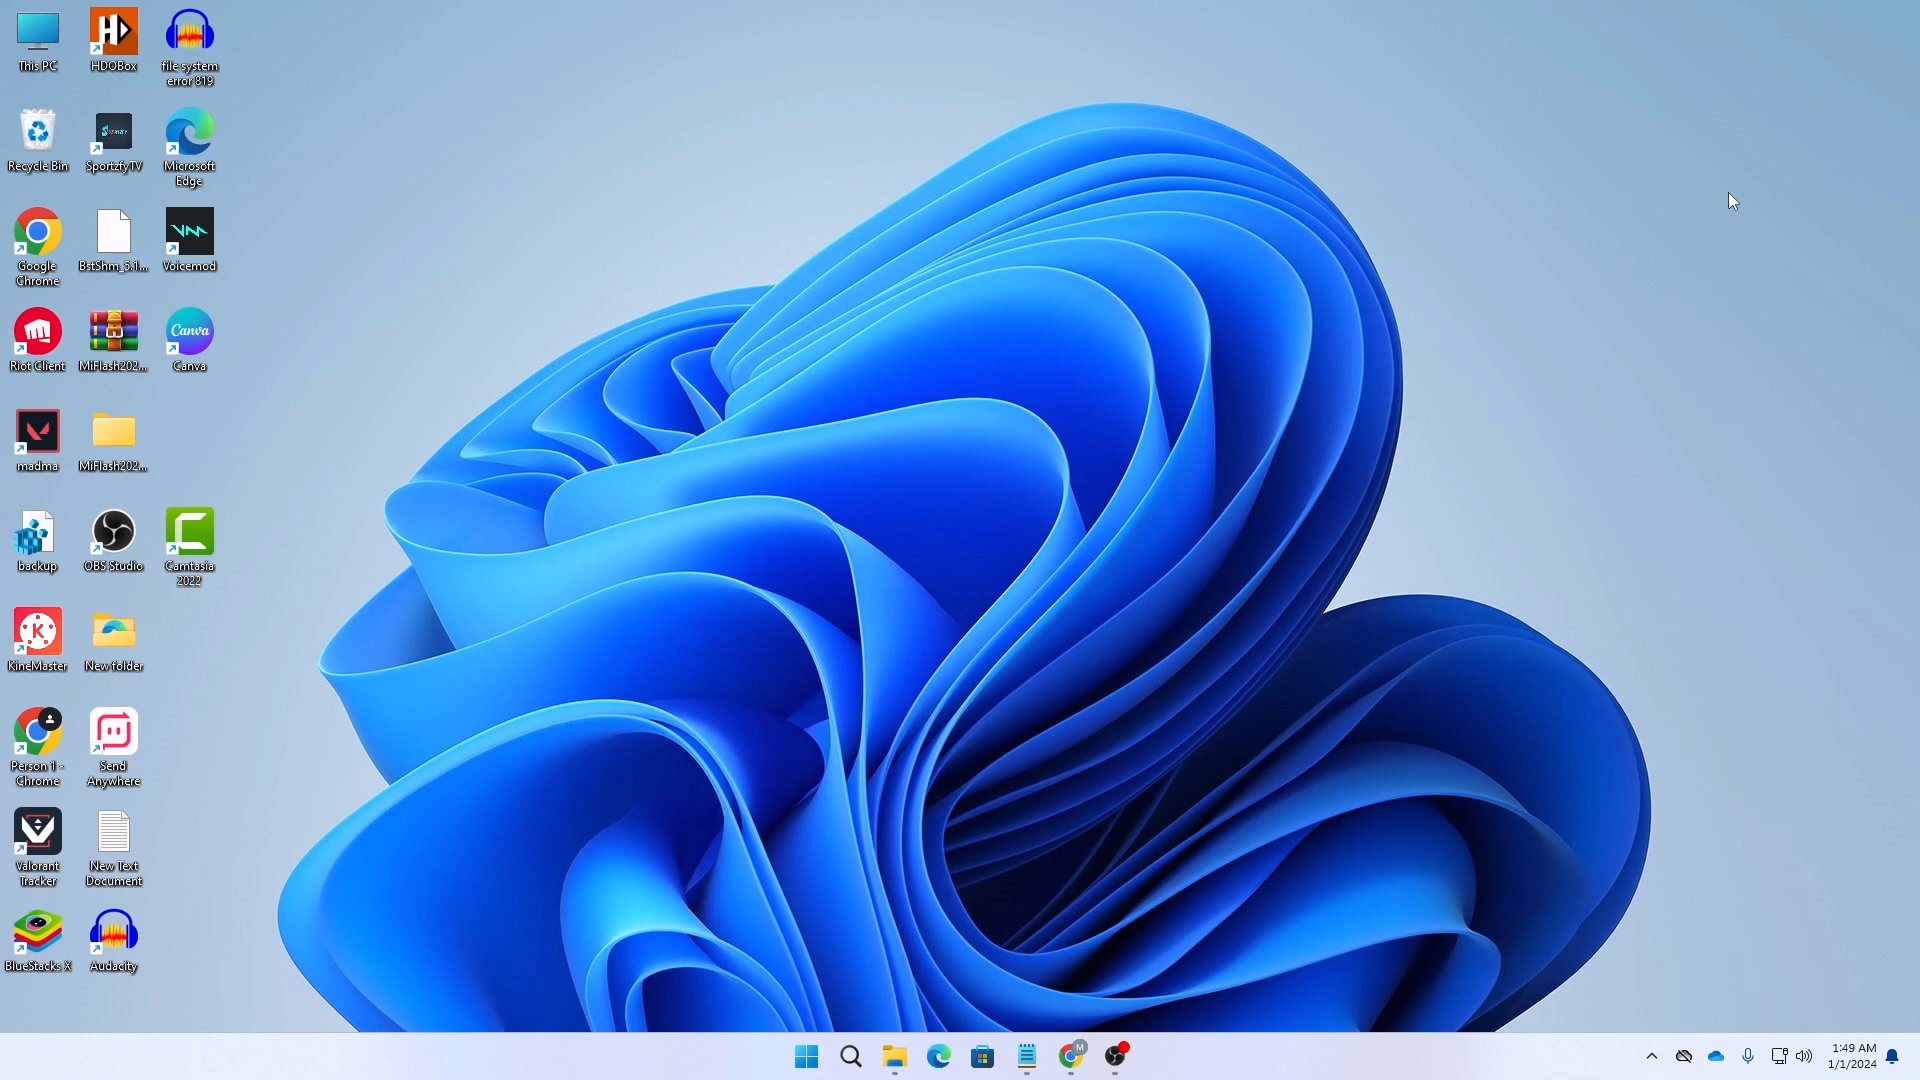 This PC
HDOBox
file system
error 819
Recycle Bin
SportzfyTV
Microsoft
Edge
Google
Chrome
BstShm_5.1...
Voicemod
Riot Client
MiFlash202...
Canva
Canva
madma
MiFlash202...
backup
OBS Studio
Camtasia
2022
KineMaster
New folder
Person 1 -
Chrome
Send
Anywhere
Valorant
Tracker
New Text
Document
BlueStacks X
Audacity
M
1:49 AM
1/1/2024